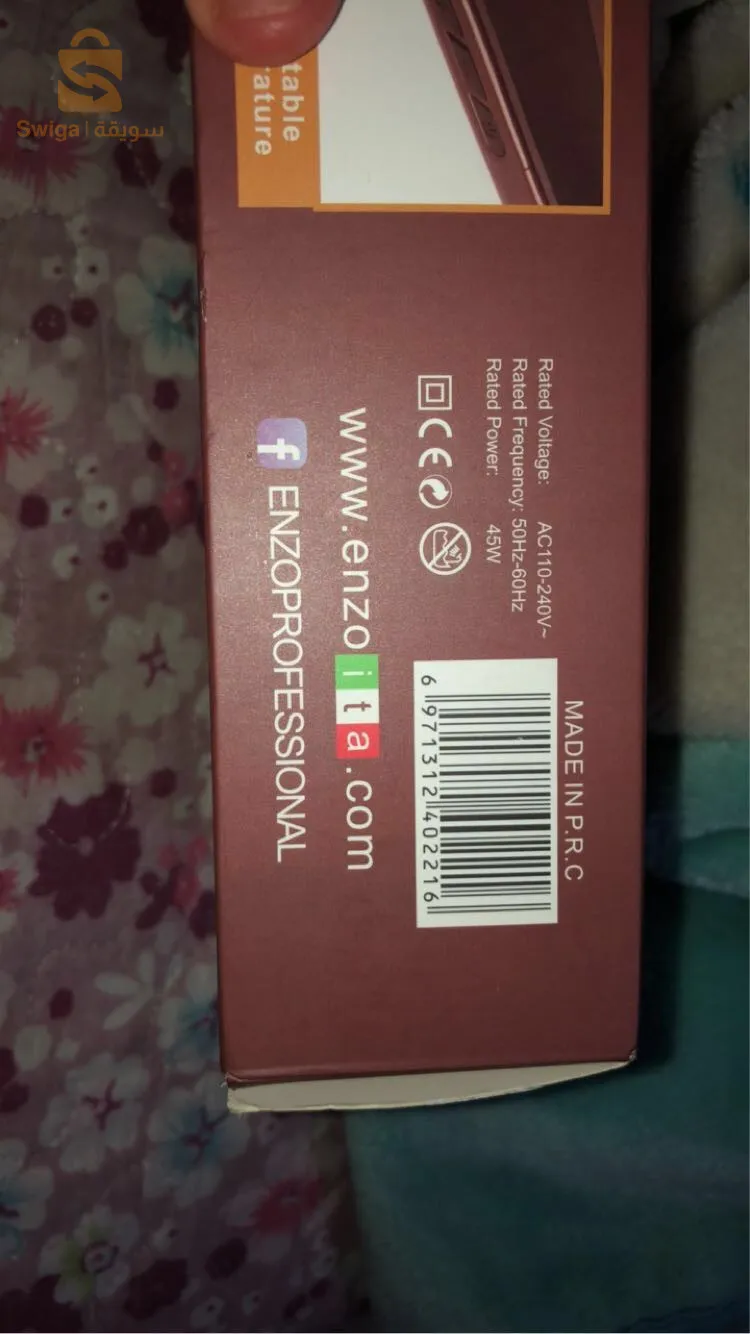 Swiga | سويقة
table
ature
Rated Voltage: AC110-240V~
Rated Frequency: 50Hz-60Hz
Rated Power: 45W
CE
MADE IN P.R.C
6 971312 402216
www.enzoita.com
f ENZOPROFESSIONAL